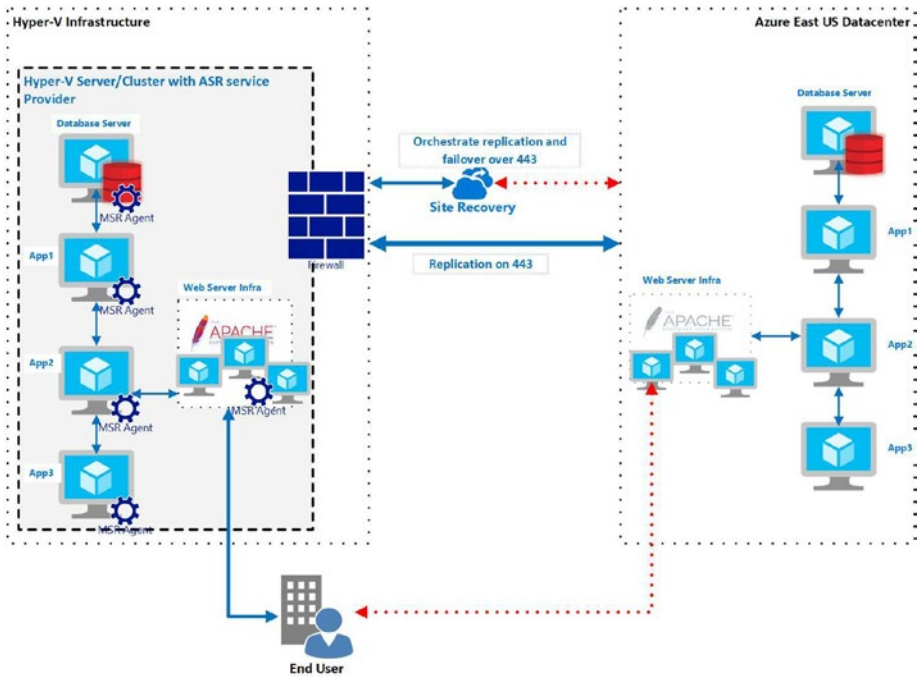 Hyper-V Infrastructure
Hyper-V Server/Cluster with ASR service
Provider
Database Server
MSR Agent
App1
MSR Agent
App2
MSR Agent
App3
MSR Agent
Web Server Infra
APACHE
MSR Agent
Firewall
Orchestrate replication and
failover over 443
Site Recovery
Replication on 443
Azure East US Datacenter
Database Server
App1
Web Server Infra
THE
APACHE
App2
App3
End User